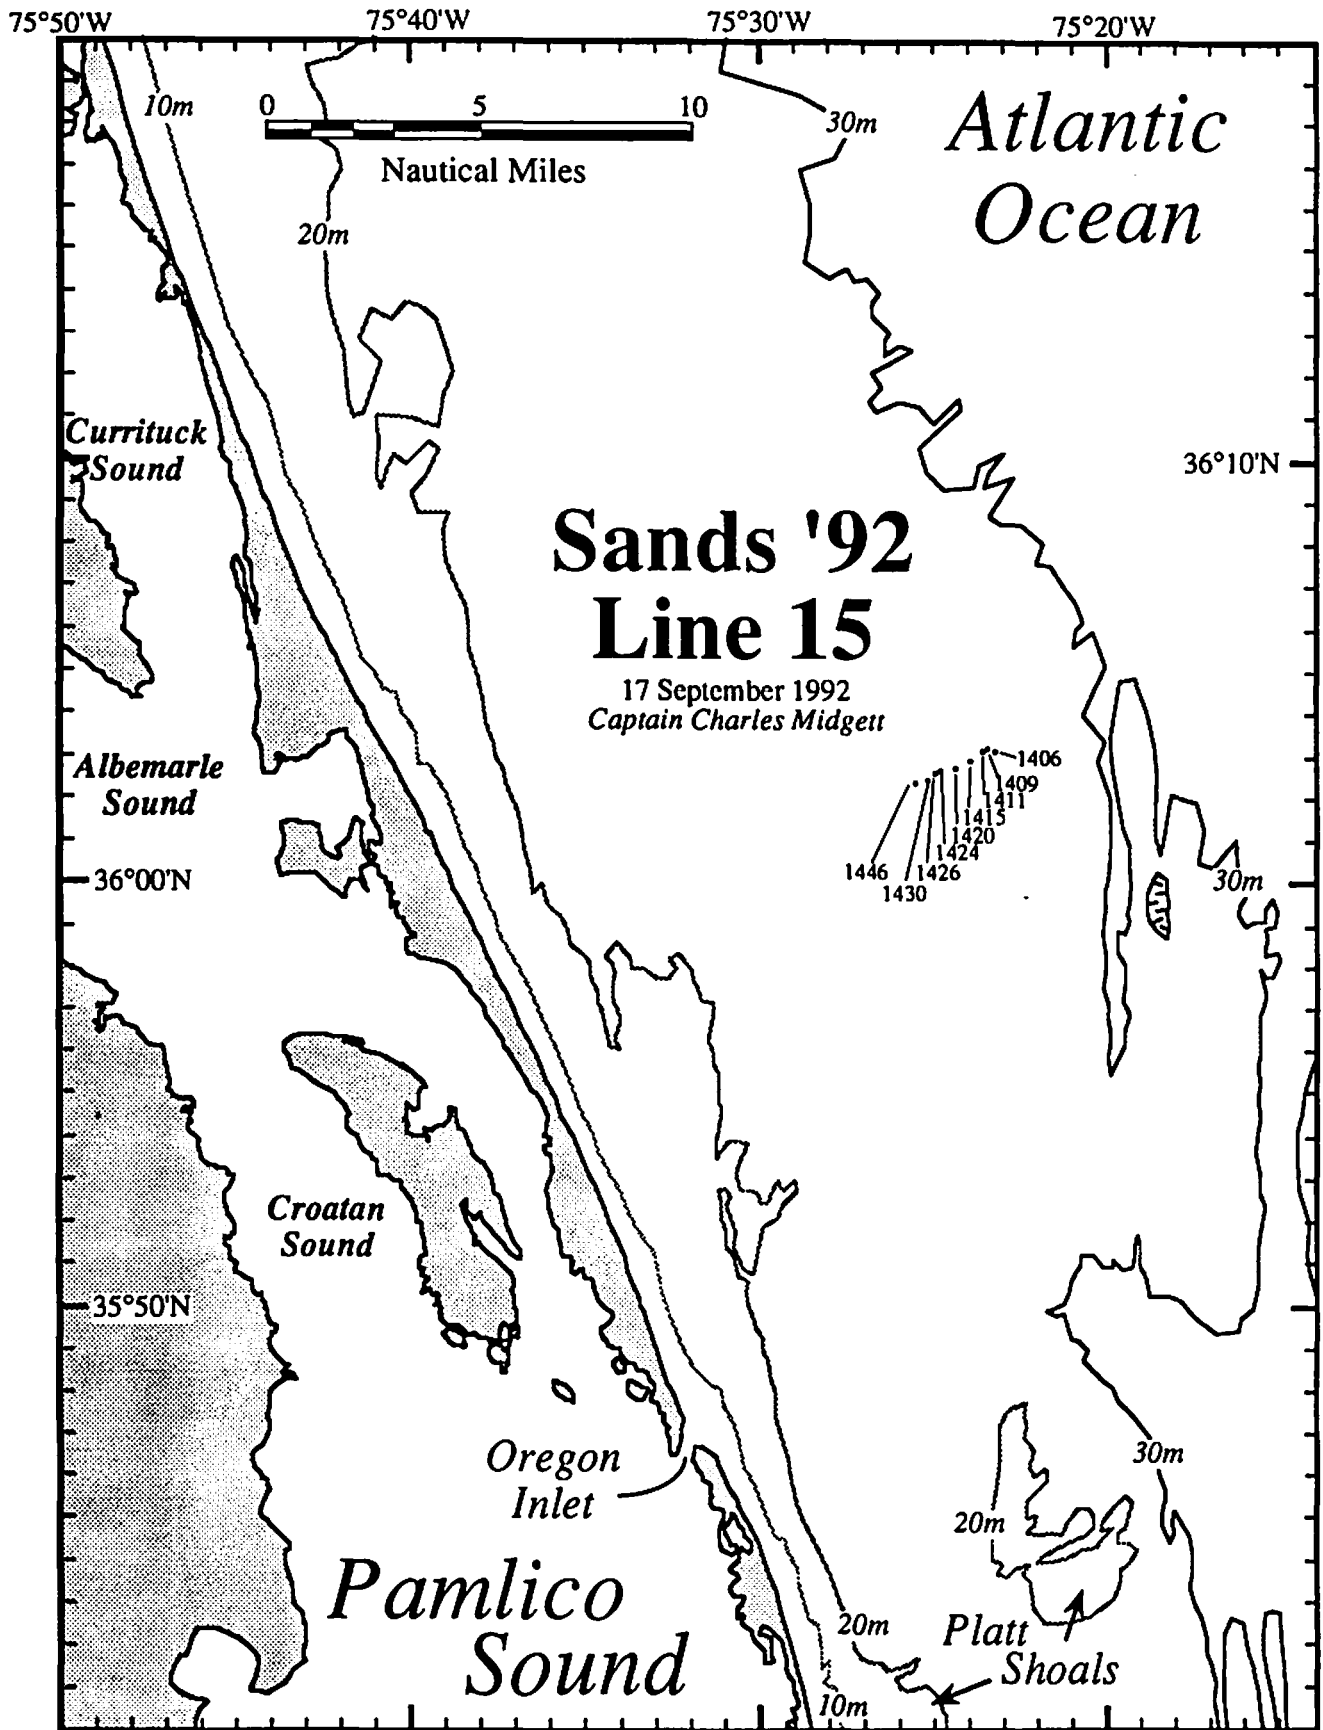 75°50'W 75°40'W 75°30'W 75°20'W
10m
0 5 10
Nautical Miles
30m
Atlantic
Ocean
20m
Currituck
Sound
36°10'N
Sands '92
Line 15
17 September 1992
Captain Charles Midgett
1406
1409
1411
1415
1420
1424
1426
1430
1446
Albemarle
Sound
36°00'N
30m
Croatan
Sound
35°50'N
Oregon
Inlet
30m
20m
Pamlico
Sound
20m
Platt
Shoals
10m